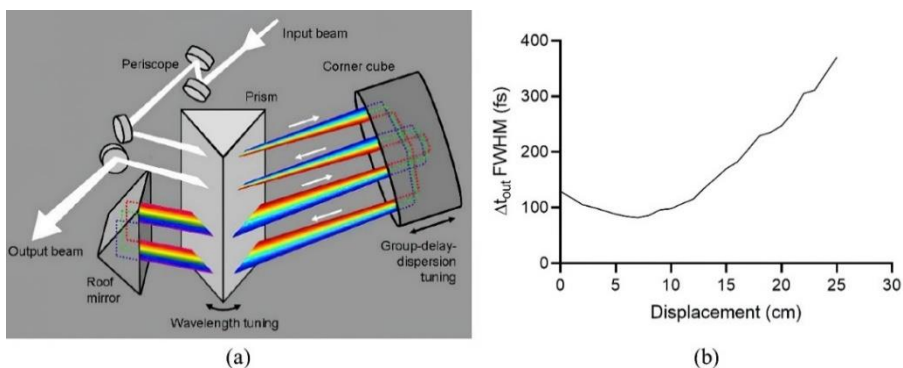 Input beam
Periscope
Corner cube
Prism
Output beam
Roof
mirror
Group-delay-
dispersion
tuning
Wavelength tuning
(a)
Δtout FWHM (fs)
400
300
200
100
0
0 5 10 15 20 25 30
Displacement (cm)
(b)